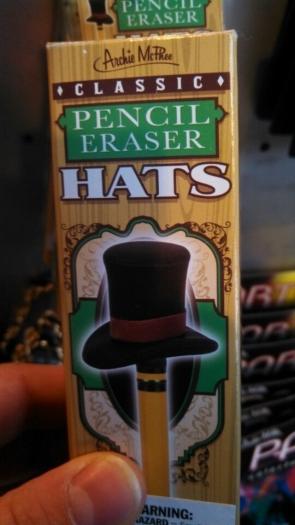 PENCIL
ERASER
Archie McPhee
CLASSIC
PENCIL
ERASER
HATS
WARNING: